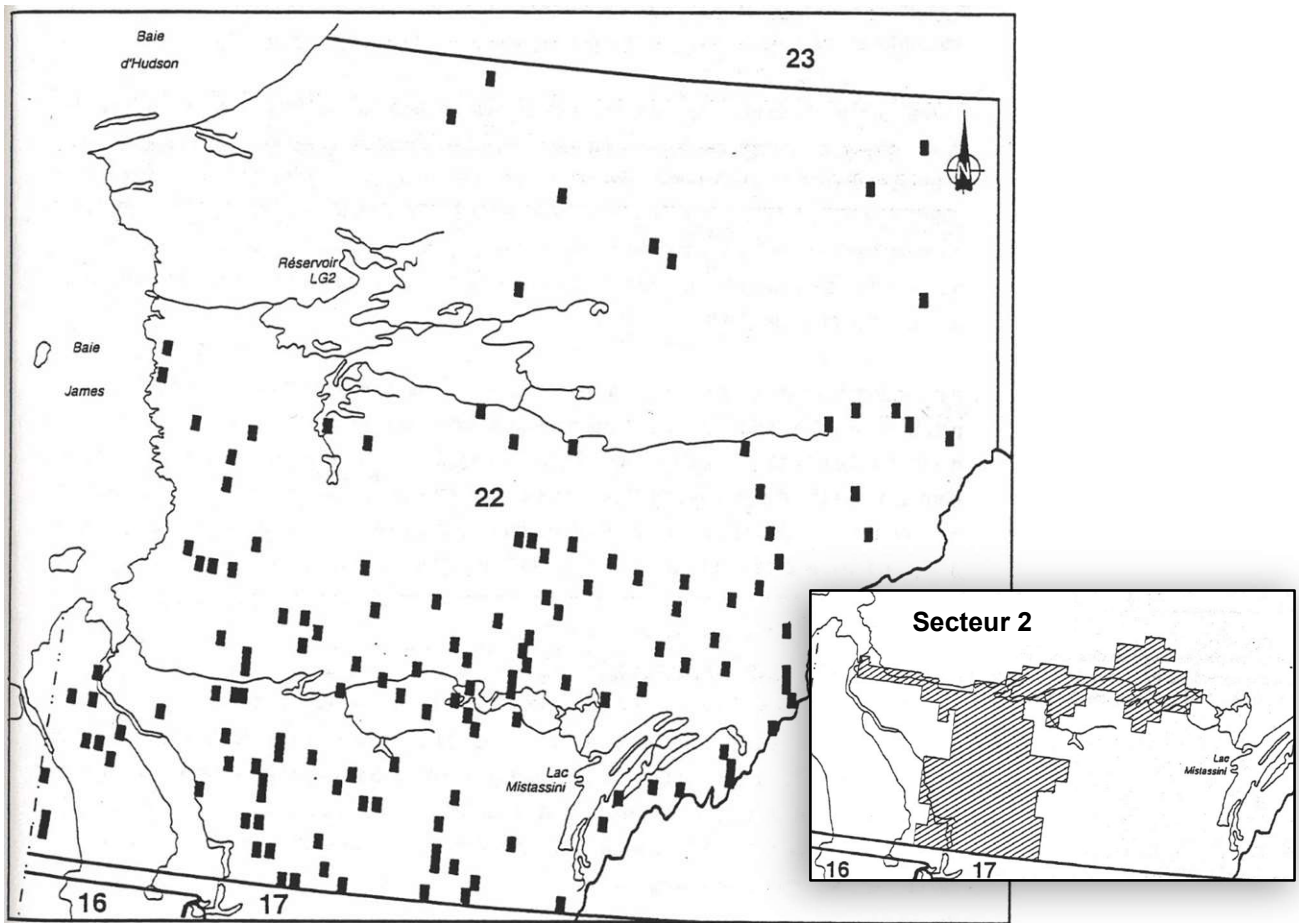 Baie
d'Hudson
23
N
Réservoir
LG2
Baie
James
22
Secteur 2
Lac
Mistassini
16
17
Lac
Mistassini
16
17